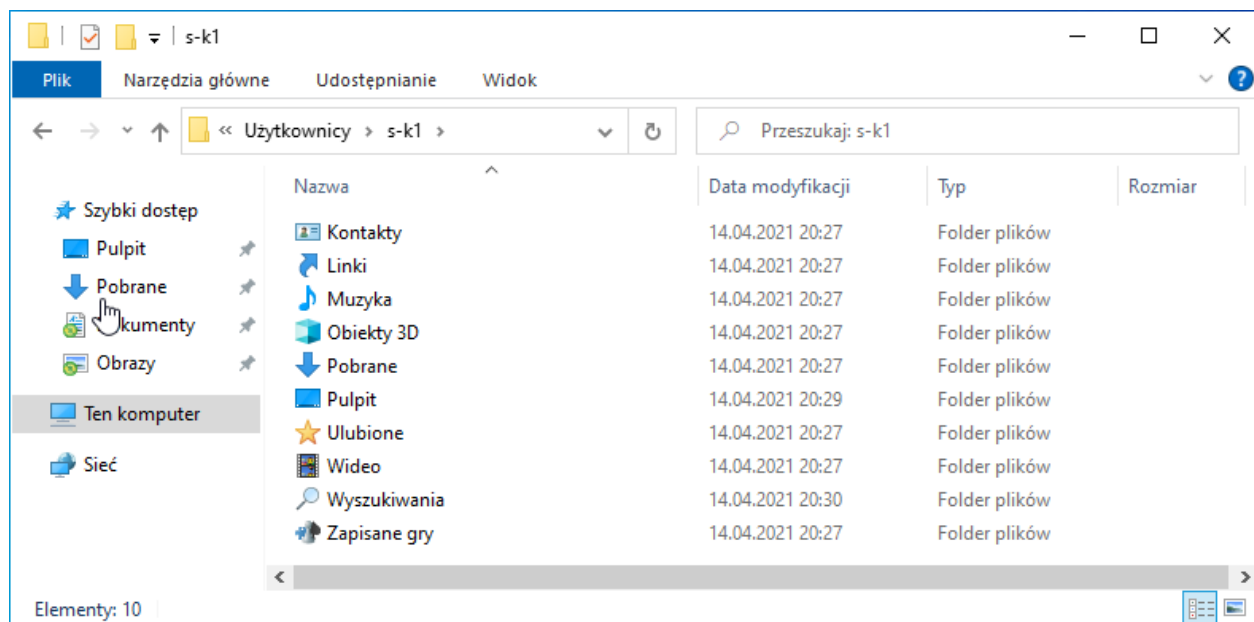 s-k1
Plik Narzędzia główne Udostępnianie Widok
« Użytkownicy › s-k1 › Przeszukaj: s-k1
Szybki dostęp
Pulpit
Pobrane
kumenty
Obrazy
Ten komputer
Sieć
Nazwa Data modyfikacji Typ Rozmiar
Kontakty 14.04.2021 20:27 Folder plików
Linki 14.04.2021 20:27 Folder plików
Muzyka 14.04.2021 20:27 Folder plików
Obiekty 3D 14.04.2021 20:27 Folder plików
Pobrane 14.04.2021 20:27 Folder plików
Pulpit 14.04.2021 20:29 Folder plików
Ulubione 14.04.2021 20:27 Folder plików
Wideo 14.04.2021 20:27 Folder plików
Wyszukiwania 14.04.2021 20:30 Folder plików
Zapisane gry 14.04.2021 20:27 Folder plików
Elementy: 10